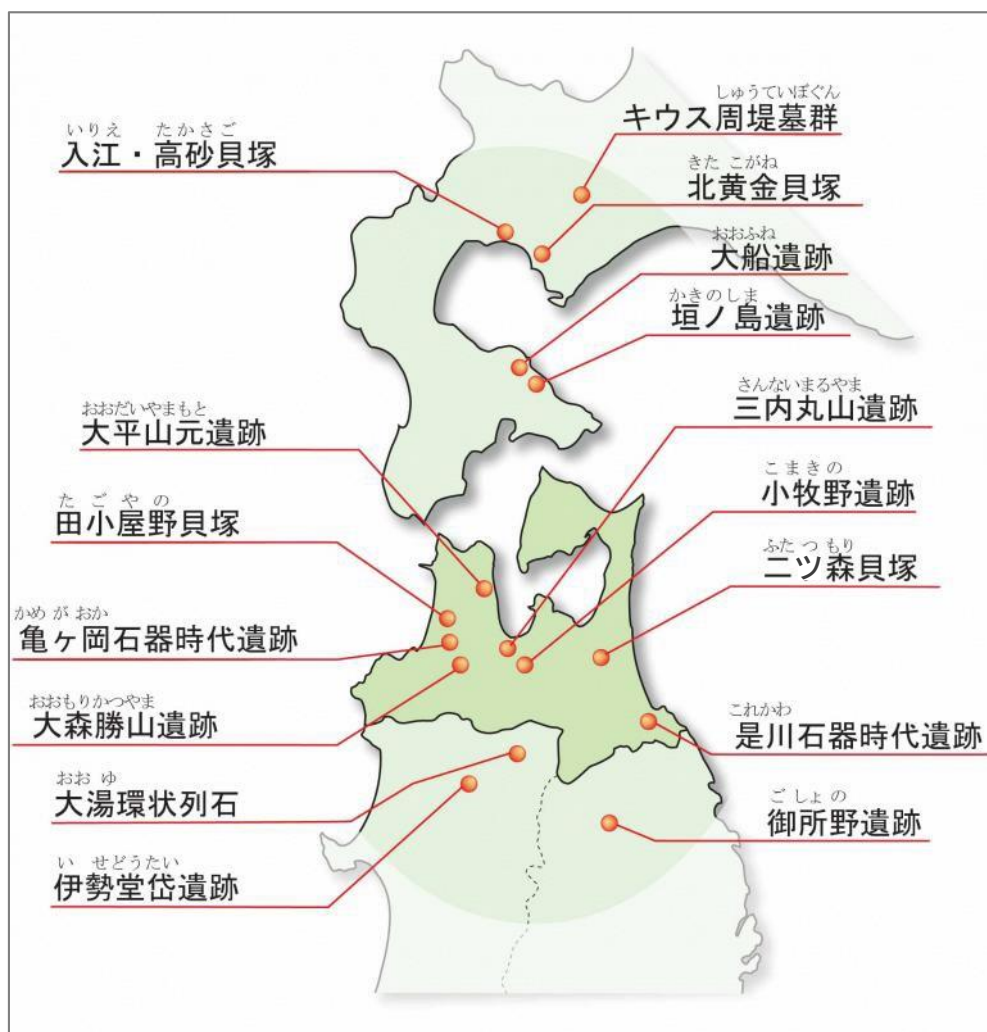 しゅうていぼぐん
キウス周堤墓群
いりえ たかさご
入江・高砂貝塚
きた こがね
北黄金貝塚
おおふね
大船遺跡
かきのしま
垣ノ島遺跡
さんないまるやま
三内丸山遺跡
おおだいやまもと
大平山元遺跡
こまきの
小牧野遺跡
たごやの
田小屋野貝塚
ふたつもり
二ツ森貝塚
かめがおか
亀ヶ岡石器時代遺跡
おおもりかつやま
大森勝山遺跡
これかわ
是川石器時代遺跡
おおゆ
大湯環状列石
ごしょの
御所野遺跡
いせどうたい
伊勢堂岱遺跡